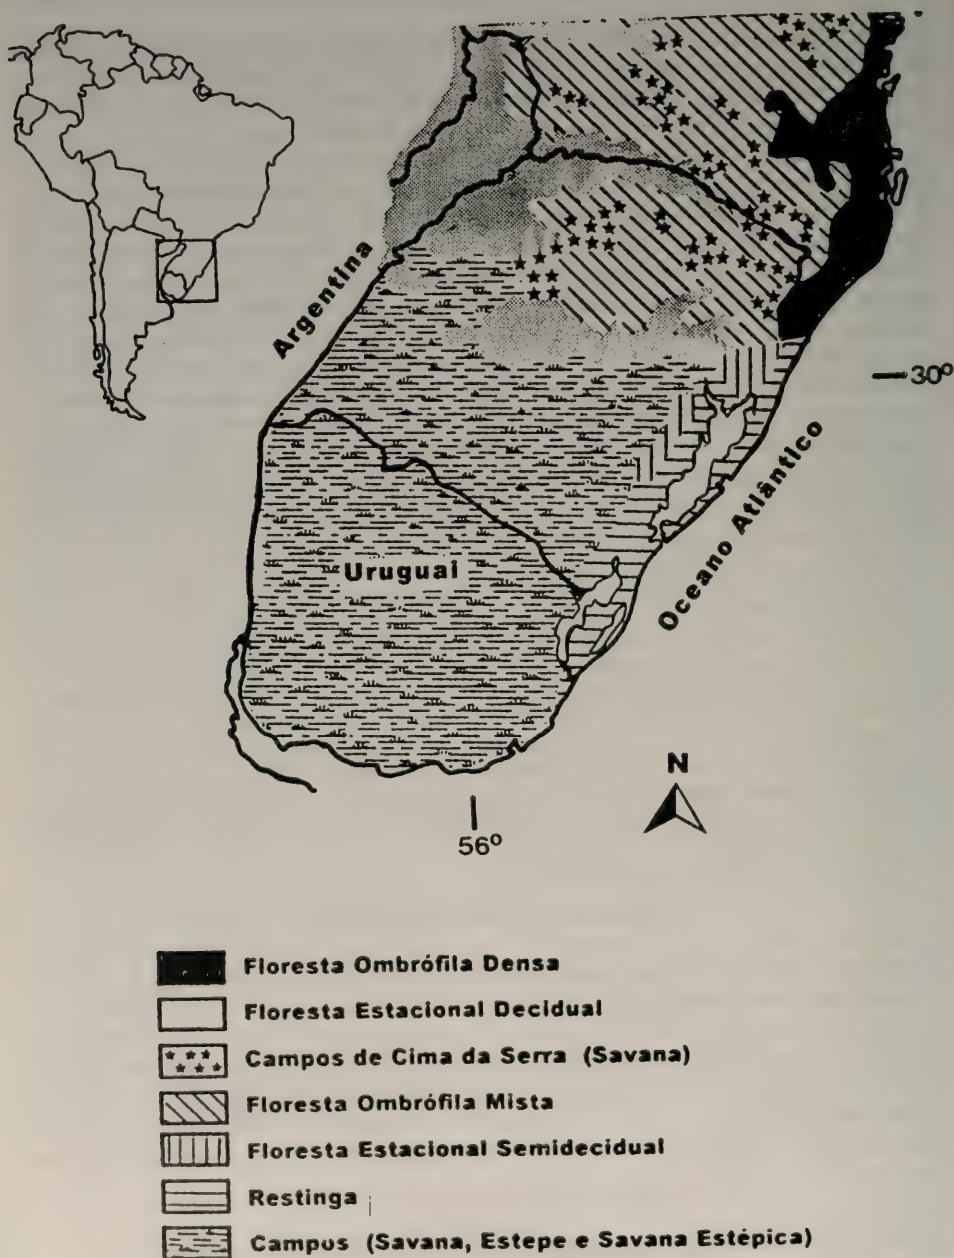 Argentina
30º
Oceano Atlântico
Uruguai
N
56º
Floresta Ombrófila Densa
Floresta Estacional Decidual
Campos de Cima da Serra (Savana)
Floresta Ombrófila Mista
Floresta Estacional Semidecidual
Restinga
Campos (Savana, Estepe e Savana Estépica)